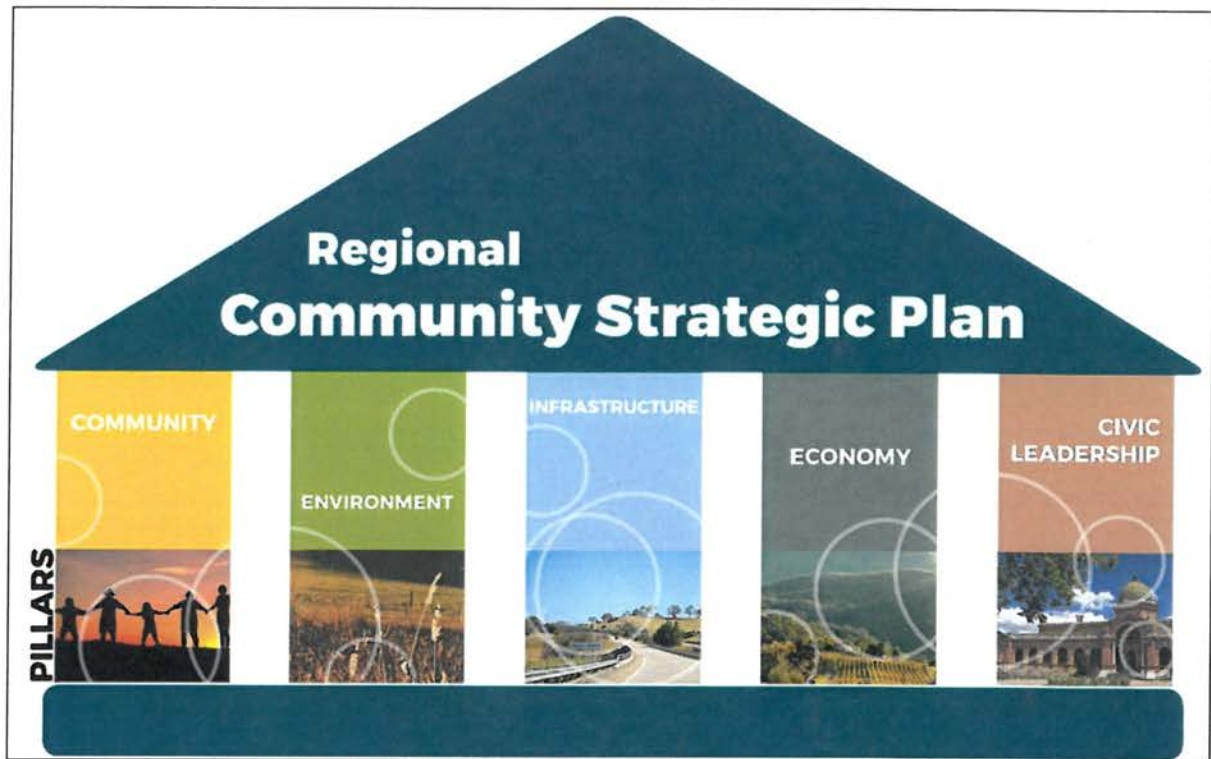 Regional
Community Strategic Plan
COMMUNITY
ENVIRONMENT
INFRASTRUCTURE
ECONOMY
CIVIC
LEADERSHIP
PILLARS